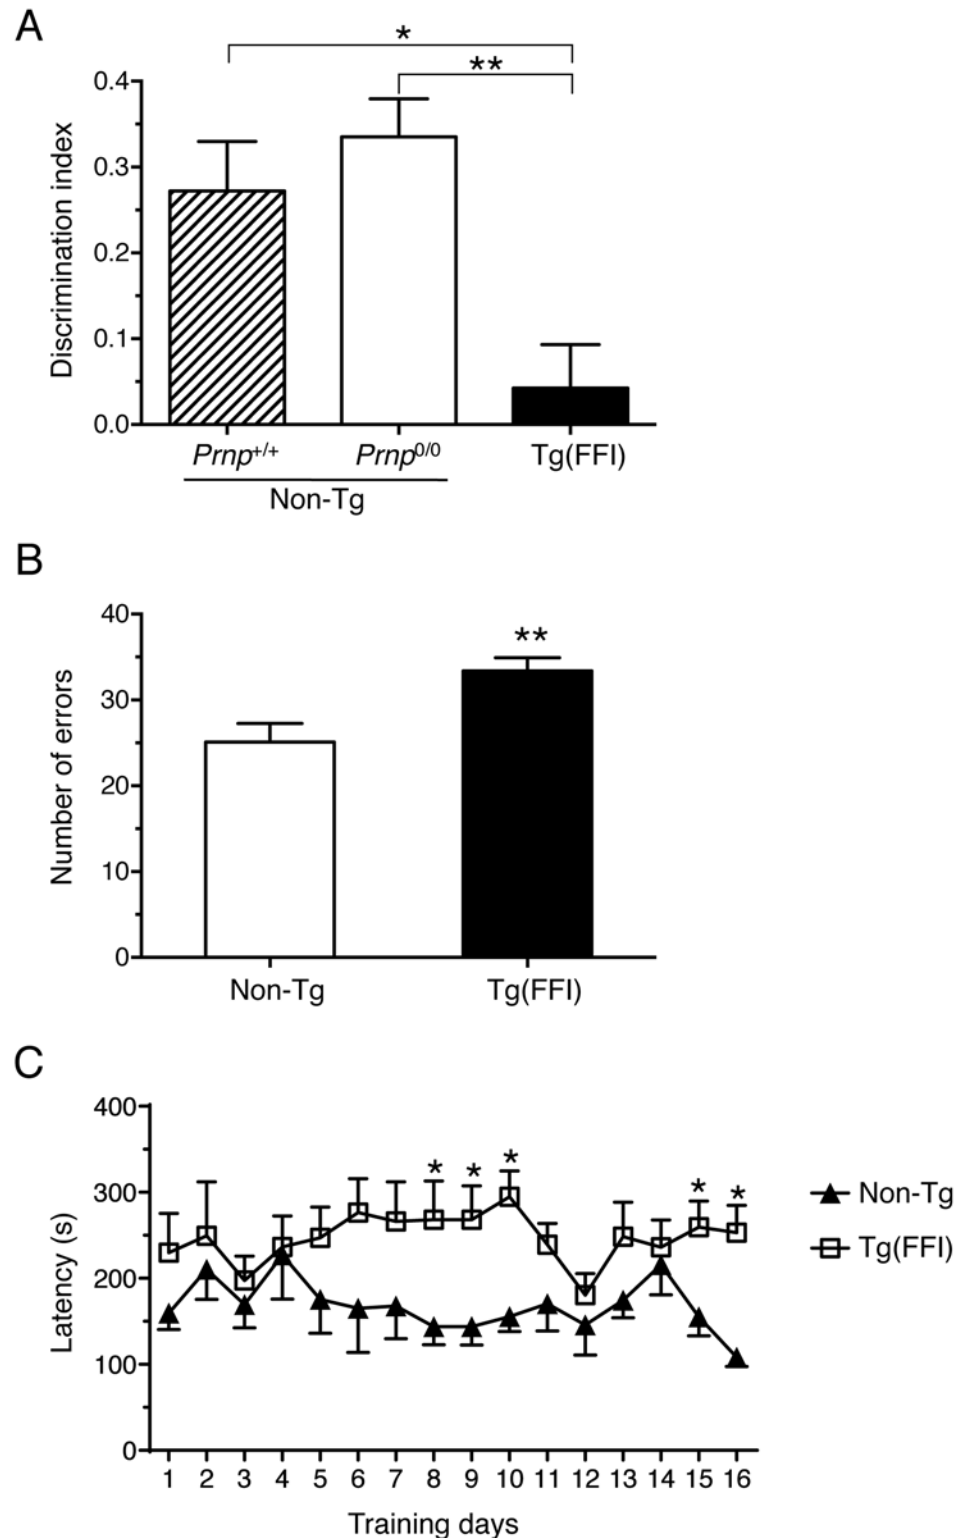 A
*
**
0.4
0.3
0.2
0.1
0.0
Discrimination index
Prnp+/+ Prnp0/0 Tg(FFI)
Non-Tg
B
**
40
30
20
10
0
Number of errors
Non-Tg Tg(FFI)
C
400
300
200
100
0
Latency (s)
* * * * *
Non-Tg
Tg(FFI)
1 2 3 4 5 6 7 8 9 10 11 12 13 14 15 16
Training days